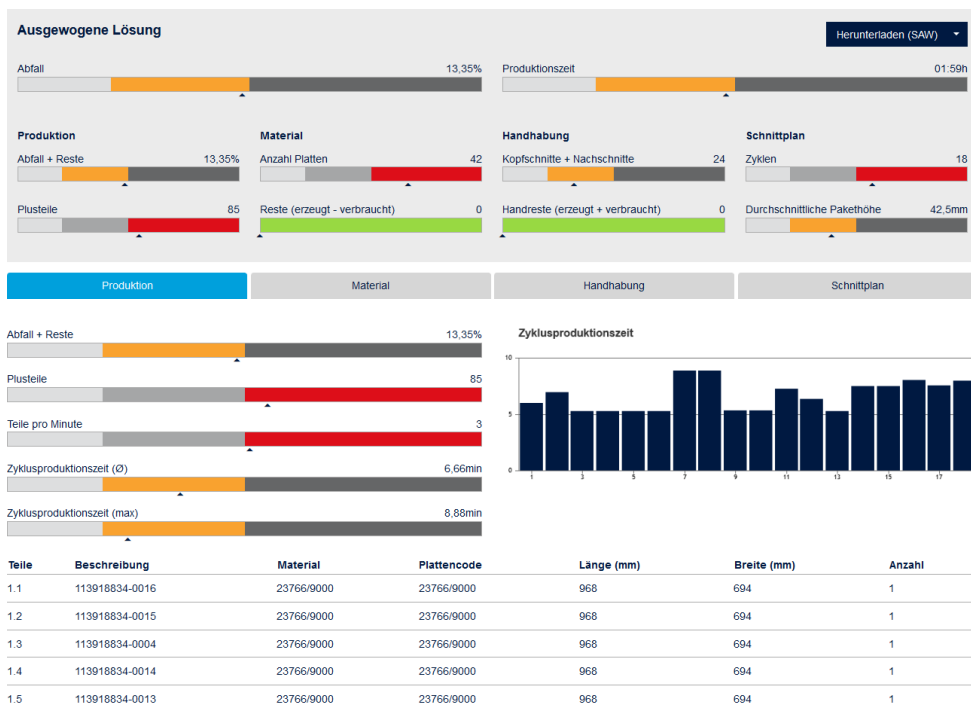 Ausgewogene Lösung
Herunterladen (SAW)
Abfall 13,35%
Produktionszeit 01:59h
Produktion Material Handhabung Schnittplan
Abfall + Reste 13,35% Anzahl Platten 42 Kopfschnitte + Nachschnitte 24 Zyklen 18
Plusteile 85 Reste (erzeugt - verbraucht) 0 Handreste (erzeugt + verbraucht) 0 Durchschnittliche Pakethöhe 42,5mm
Produktion Material Handhabung Schnittplan
Abfall + Reste 13,35%
Plusteile 85
Teile pro Minute 3
Zyklusproduktionszeit (Ø) 6,66min
Zyklusproduktionszeit (max) 8,88min
Zyklusproduktionszeit
10
5
0
1 3 5 7 9 11 13 15 17
Teile Beschreibung Material Plattencode Länge (mm) Breite (mm) Anzahl
1.1 113918834-0016 23766/9000 23766/9000 968 694 1
1.2 113918834-0015 23766/9000 23766/9000 968 694 1
1.3 113918834-0004 23766/9000 23766/9000 968 694 1
1.4 113918834-0014 23766/9000 23766/9000 968 694 1
1.5 113918834-0013 23766/9000 23766/9000 968 694 1